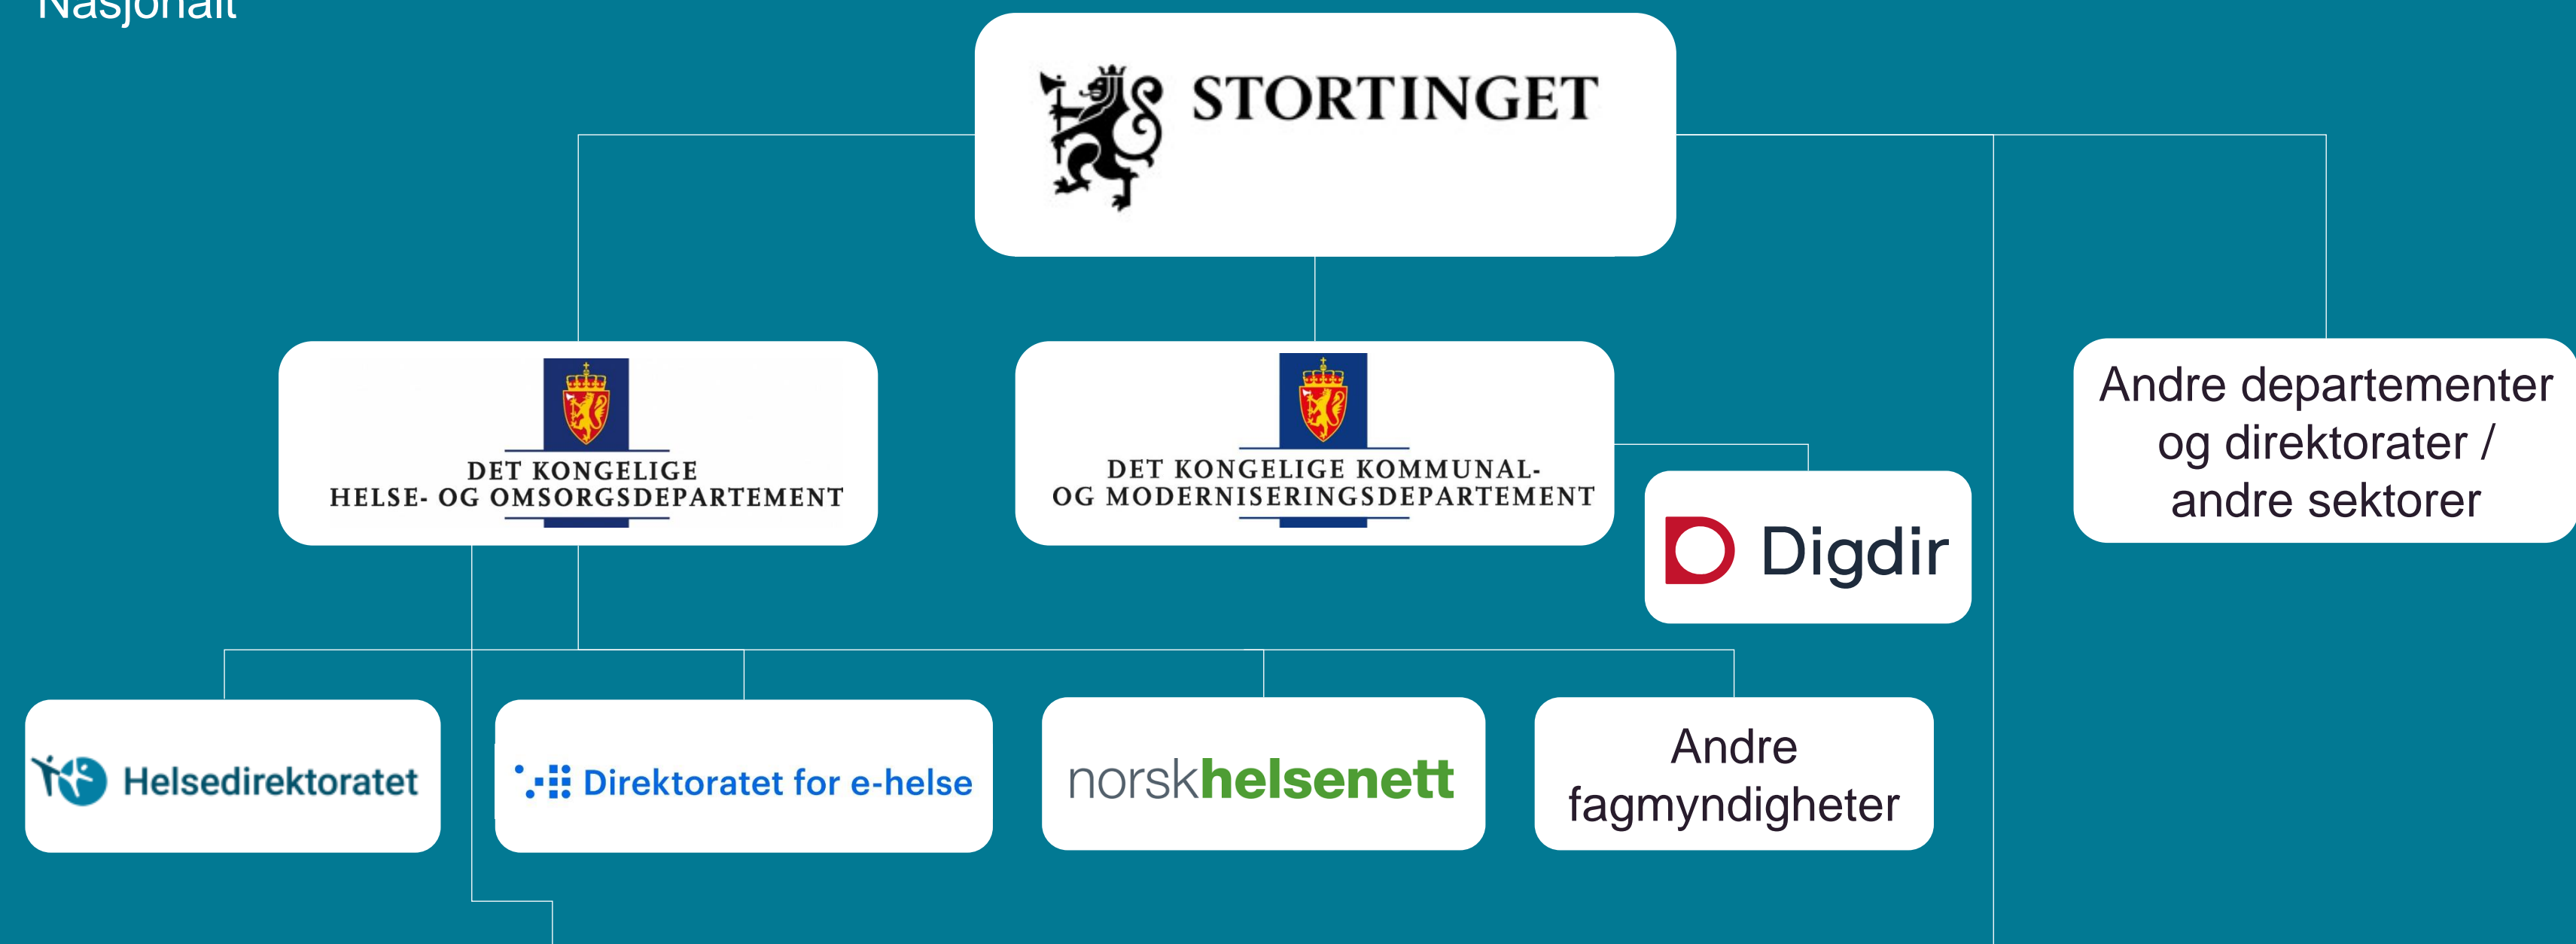 Nasjonalt
STORTINGET
DET KONGELIGE
HELSE- OG OMSORGSDEPARTEMENT
DET KONGELIGE KOMMUNAL-
OG MODERNISERINGSDEPARTEMENT
Digdir
Andre departementer
og direktorater /
andre sektorer
Helsedirektoratet
Direktoratet for e-helse
norskhelsenett
Andre
fagmyndigheter